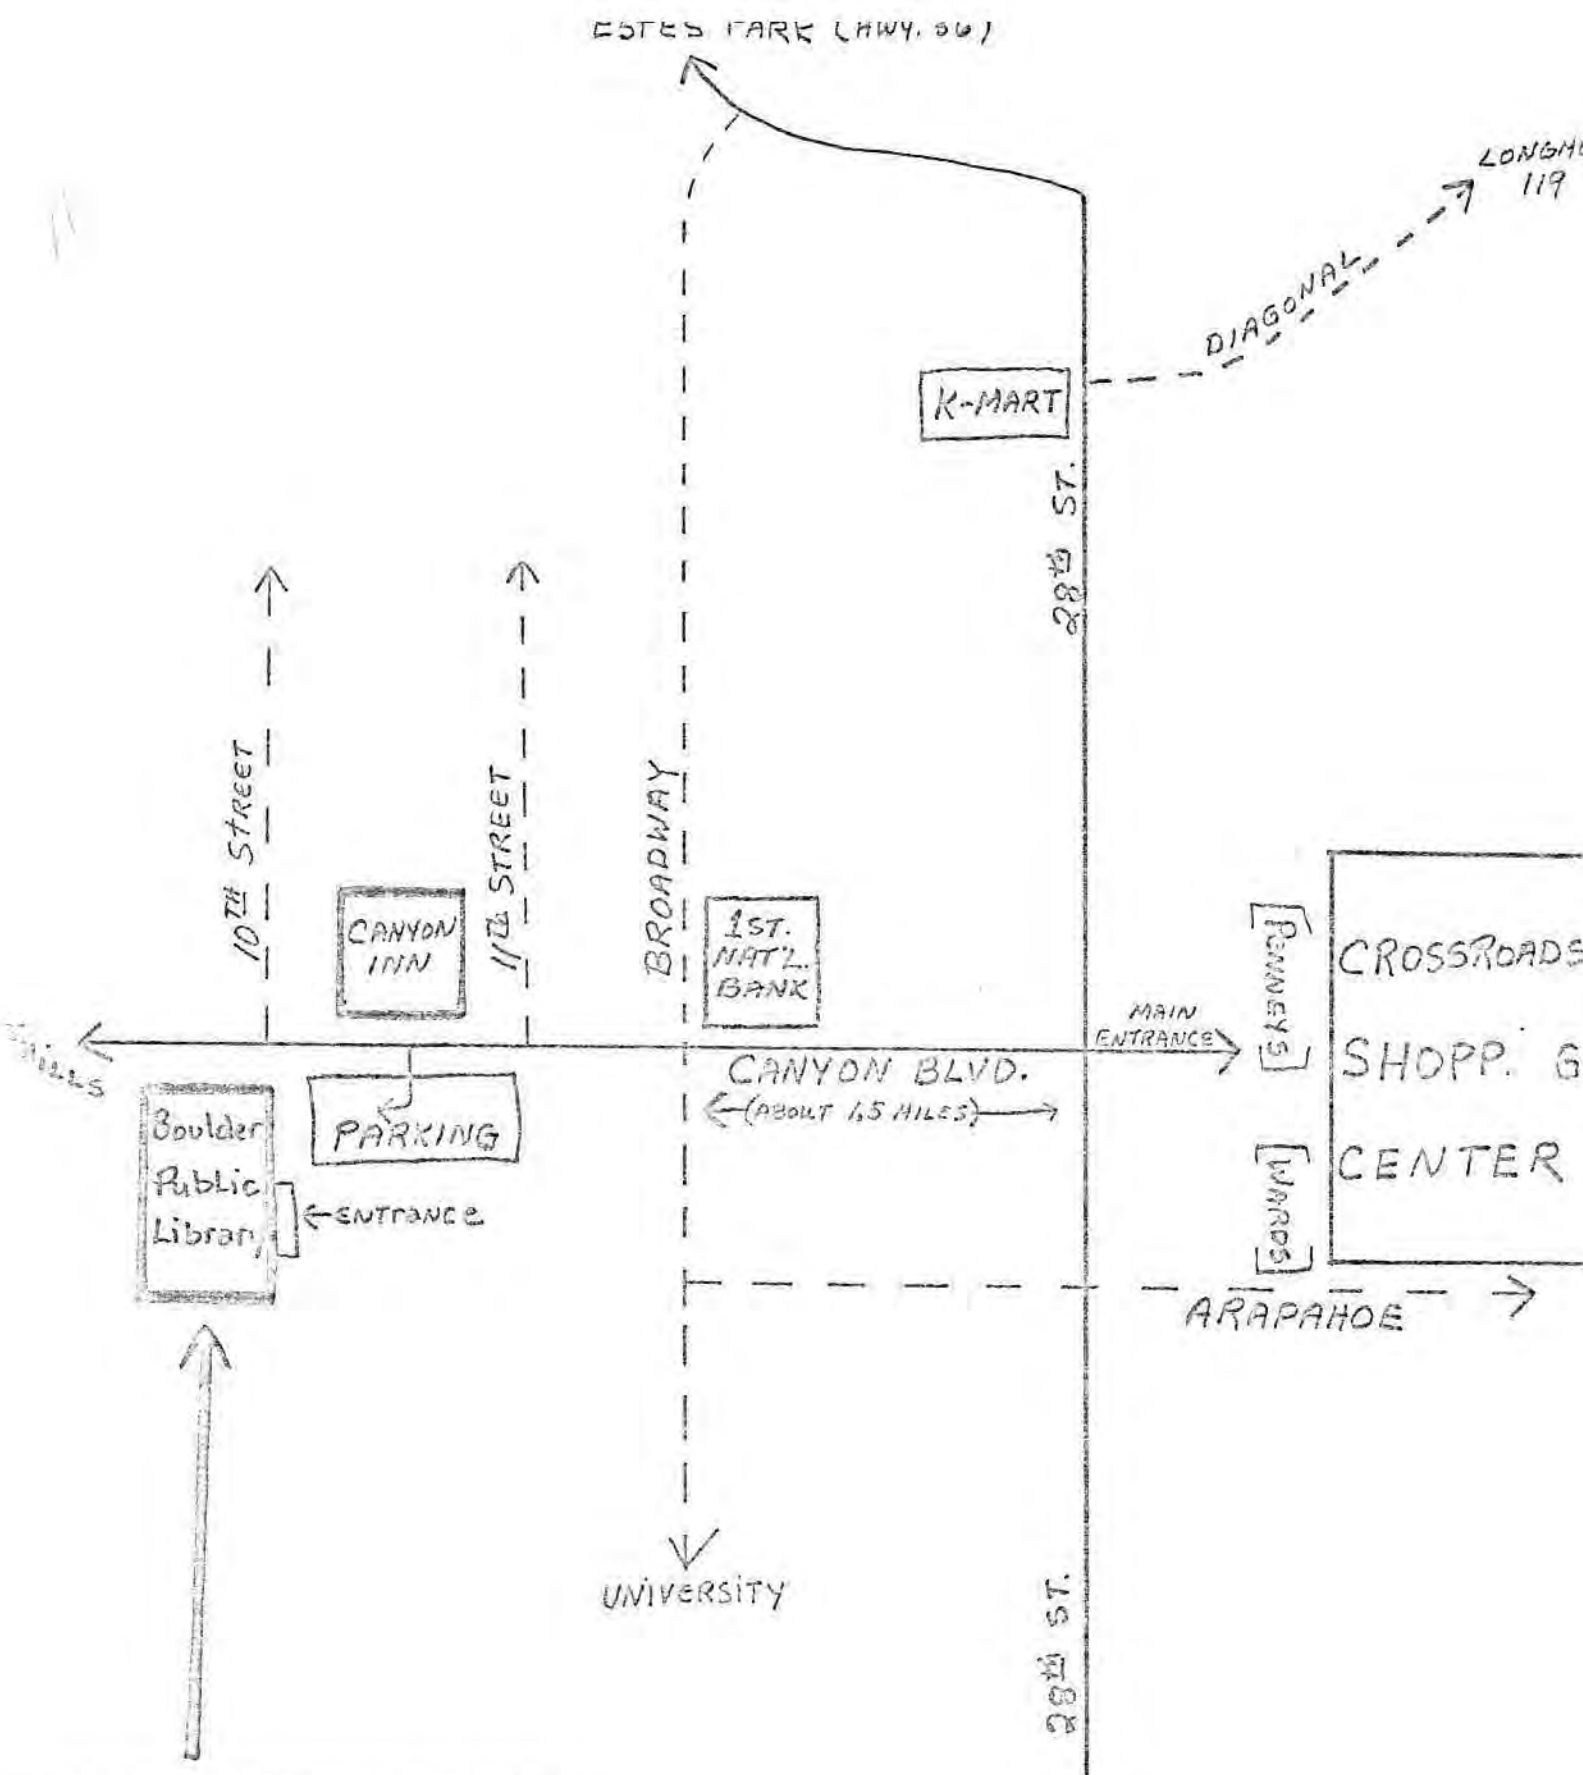 ESTES PARK (HWY. 36)
119
DIAGONAL
K-MART
28th ST.
10TH STREET
11th STREET
BROADWAY
CANYON
INN
1ST.
NAT'L.
BANK
PENNEYS
CROSSROADS
SHOPP.
CENTER
MAIN
ENTRANCE
CANYON BLVD.
(ABOUT 1.5 MILES)
PARKING
Boulder
Public
Library
ENTRANCE
WARDS
ARAPAHOE
UNIVERSITY
28th ST.